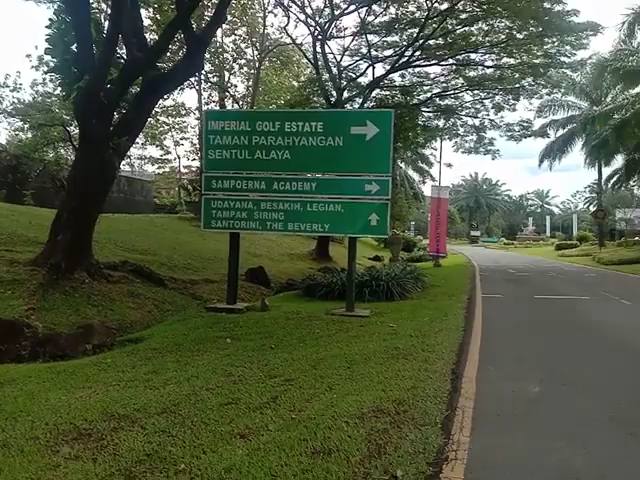 IMPERIAL GOLF ESTATE
TAMAN PARAHYANGAN
SENTUL ALAYA
SAMPOERNA ACADEMY
UDAYANA, BESAKIH, LEGIAN,
TAMPAK SIRING
SANTORINI, THE BEVERLY